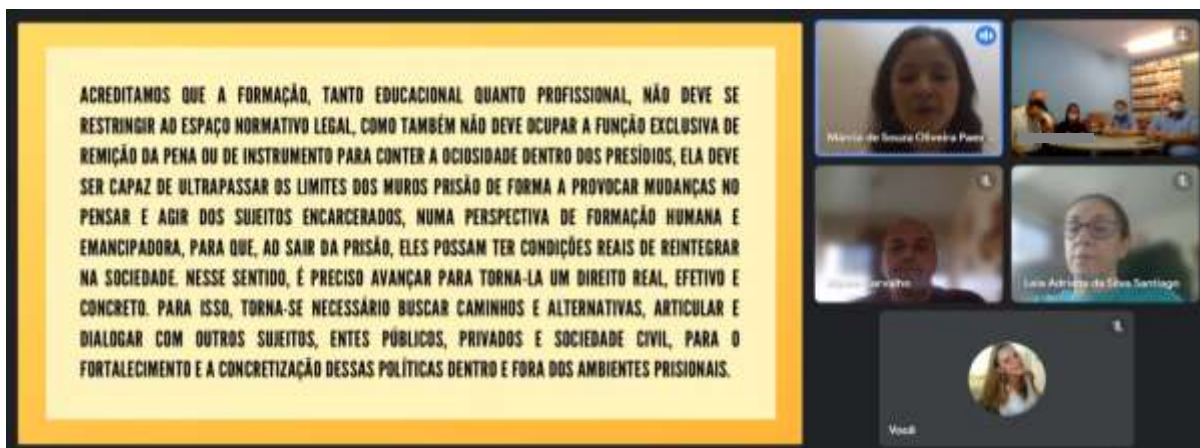 ACREDITAMOS QUE A FORMAÇÃO, TANTO EDUCACIONAL QUANTO PROFISSIONAL, NÃO DEVE SE
RESTRINGIR AO ESPAÇO NORMATIVO LEGAL, COMO TAMBÉM NÃO DEVE OCUPAR A FUNÇÃO EXCLUSIVA DE
REMIÇÃO DA PENA OU DE INSTRUMENTO PARA CONTER A OCIOSIDADE DENTRO DOS PRESÍDIOS, ELA DEVE
SER CAPAZ DE ULTRAPASSAR OS LIMITES DOS MUROS PRISÃO DE FORMA A PROVOCAR MUDANÇAS NO
PENSAR E AGIR DOS SUJEITOS ENCARCERADOS, NUMA PERSPECTIVA DE FORMAÇÃO HUMANA E
EMANCIPADORA, PARA QUE, AO SAIR DA PRISÃO, ELES POSSAM TER CONDIÇÕES REAIS DE REINTEGRAR
NA SOCIEDADE. NESSE SENTIDO, É PRECISO AVANÇAR PARA TORNA-LA UM DIREITO REAL, EFETIVO E
CONCRETO. PARA ISSO, TORNA-SE NECESSÁRIO BUSCAR CAMINHOS E ALTERNATIVAS, ARTICULAR E
DIALOGAR COM OUTROS SUJEITOS, ENTES PÚBLICOS, PRIVADOS E SOCIEDADE CIVIL, PARA O
FORTALECIMENTO E A CONCRETIZAÇÃO DESSAS POLÍTICAS DENTRO E FORA DOS AMBIENTES PRISIONAIS.
Márcia de Souza Oliveira Paes
Carvalho
Leia Adriana da Silva Santiago
Você